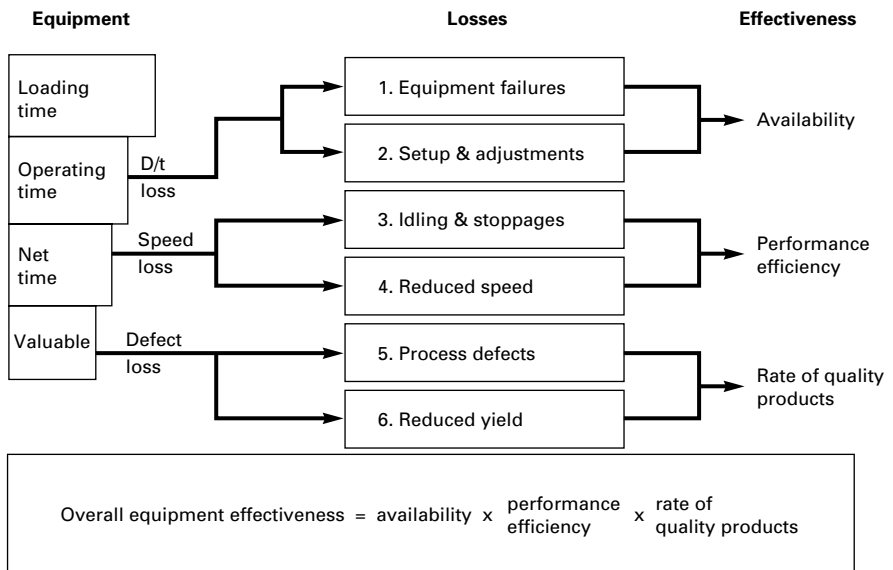 Equipment
Losses
Effectiveness
Loading
time
Operating
time
Net
time
Valuable
D/t
loss
Speed
loss
Defect
loss
1. Equipment failures
2. Setup & adjustments
3. Idling & stoppages
4. Reduced speed
5. Process defects
6. Reduced yield
Availability
Performance
efficiency
Rate of quality
products
Overall equipment effectiveness = availability x performance efficiency x rate of quality products